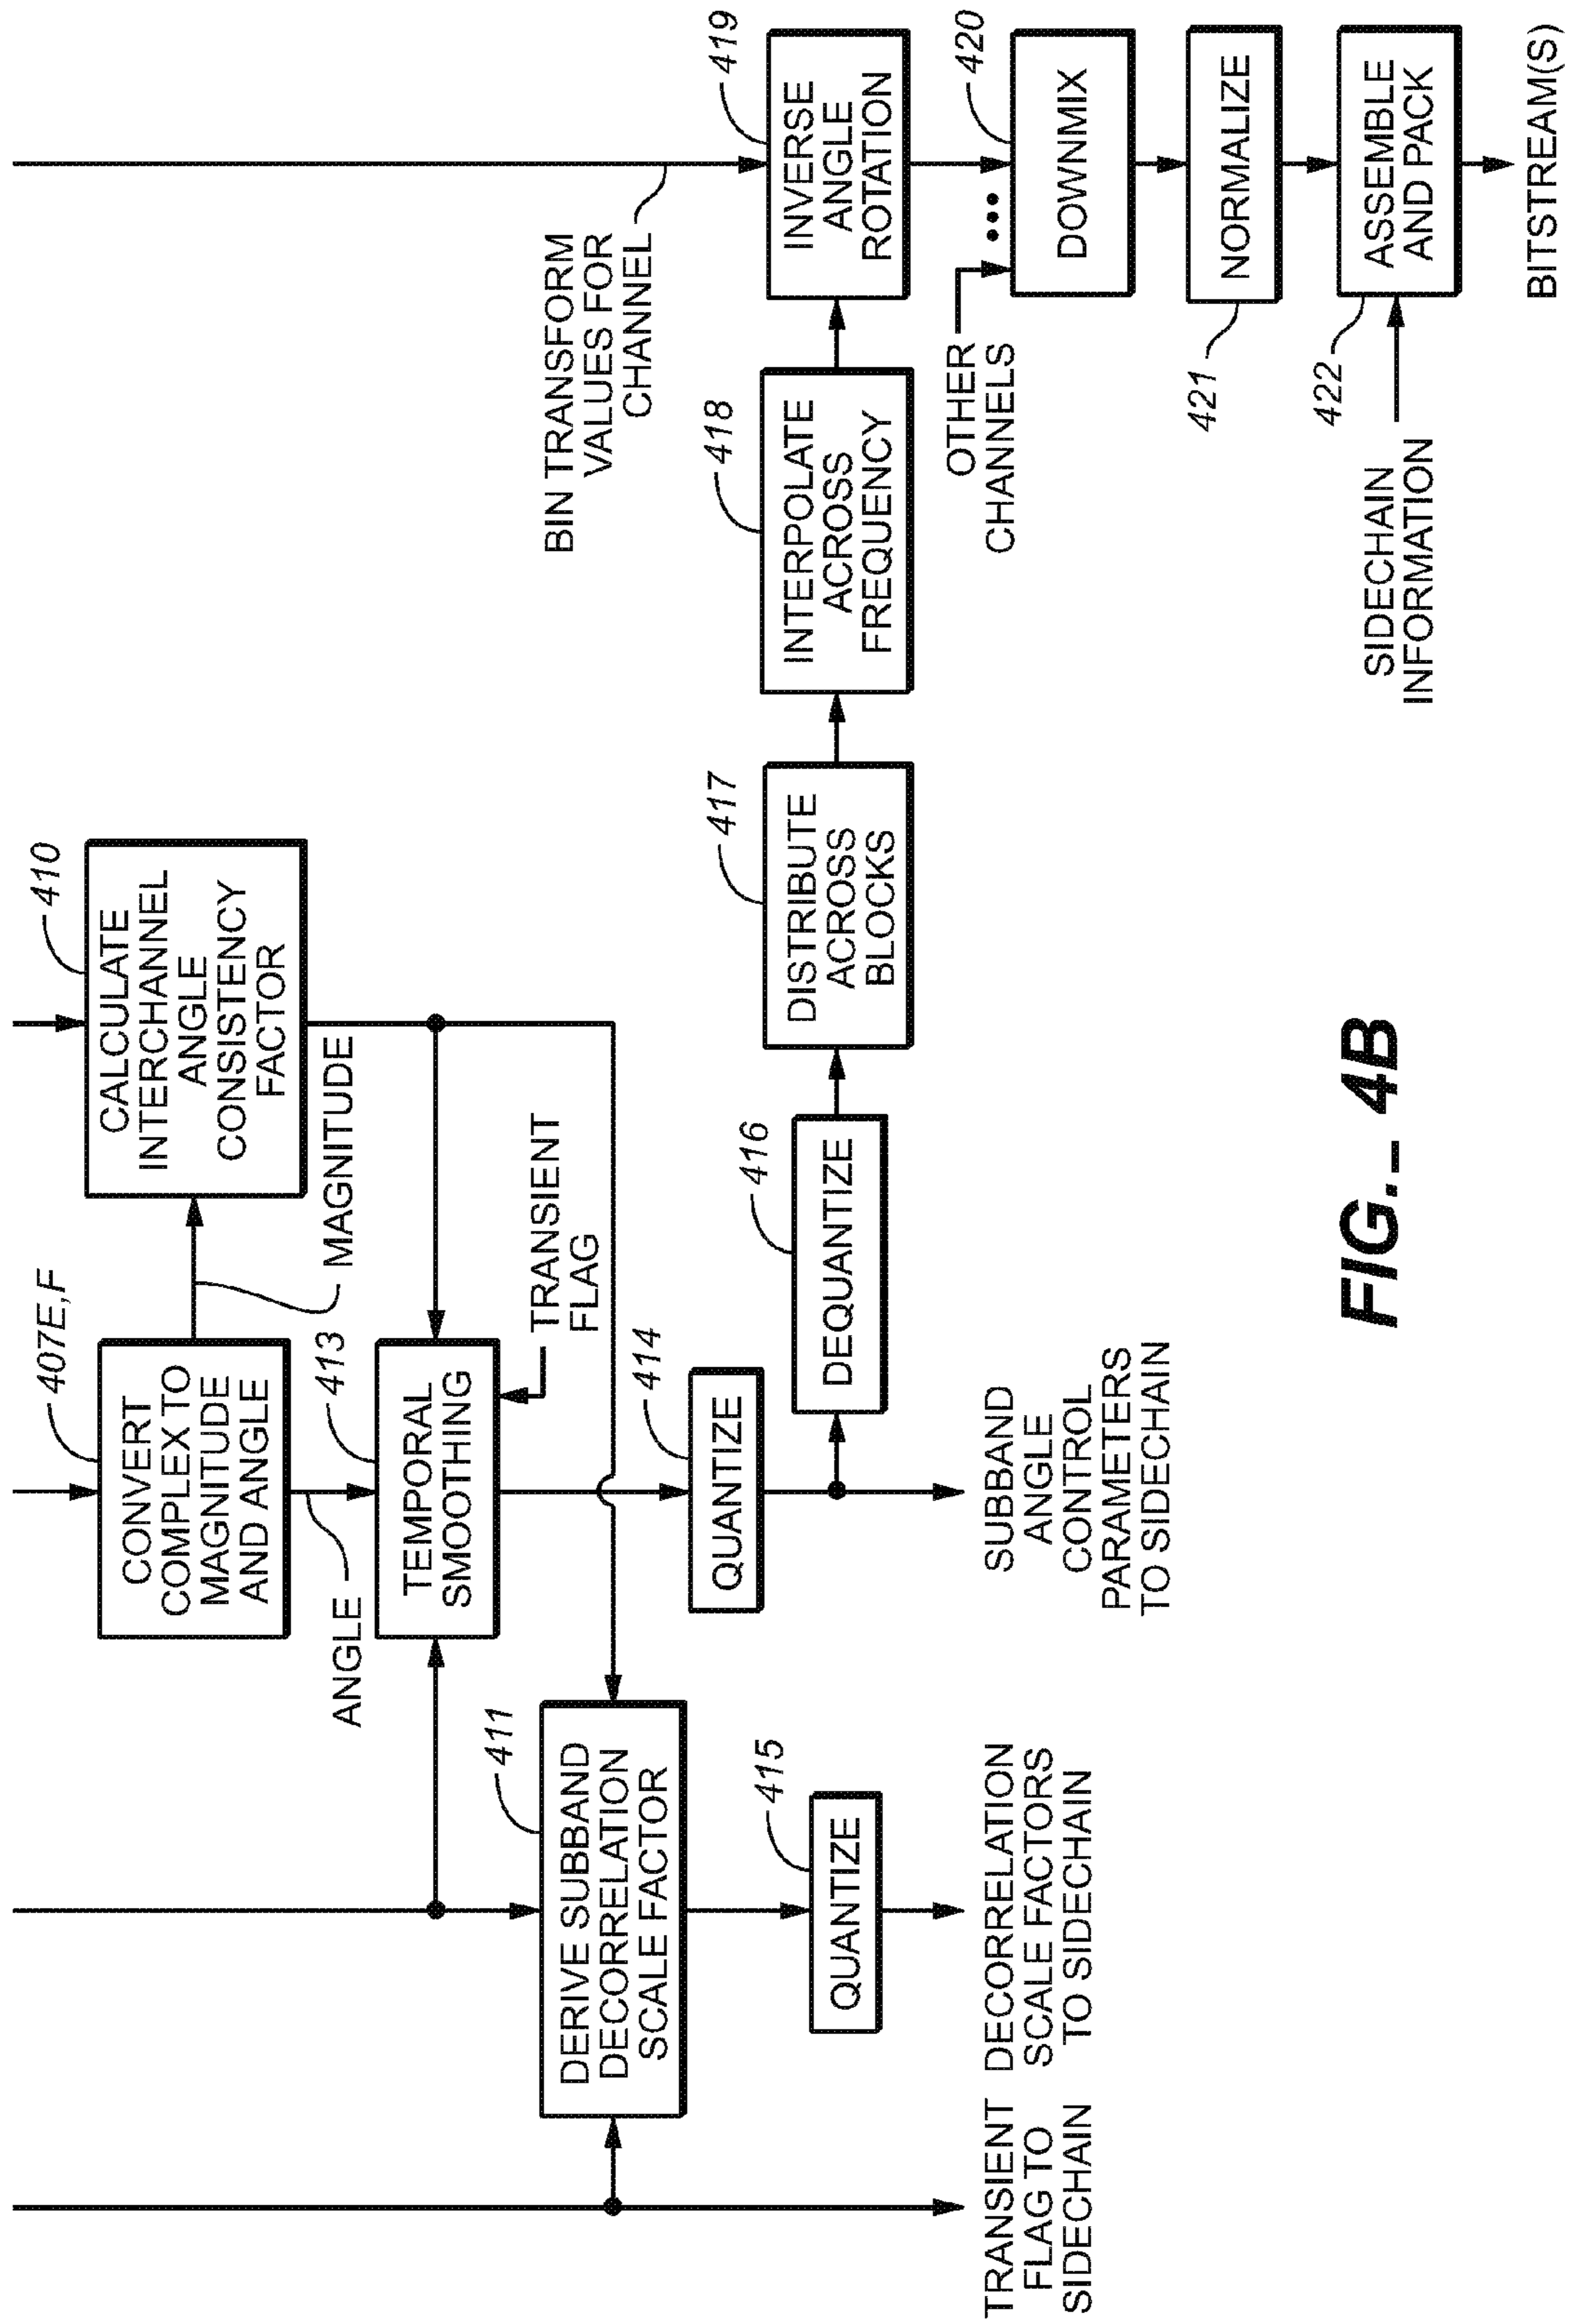 407E,F
CONVERT
COMPLEX TO
MAGNITUDE
AND ANGLE
410
CALCULATE
INTERCHANNEL
ANGLE
CONSISTENCY
FACTOR
MAGNITUDE
ANGLE
413
TEMPORAL
SMOOTHING
TRANSIENT
FLAG
411
DERIVE SUBBAND
DECORRELATION
SCALE FACTOR
414
QUANTIZE
415
QUANTIZE
416
DEQUANTIZE
417
DISTRIBUTE
ACROSS
BLOCKS
418
INTERPOLATE
ACROSS
FREQUENCY
BIN TRANSFORM
VALUES FOR
CHANNEL
419
INVERSE
ANGLE
ROTATION
OTHER
CHANNELS
420
DOWNMIX
421
NORMALIZE
422
ASSEMBLE
AND PACK
SIDECHAIN
INFORMATION
BITSTREAM(S)
TRANSIENT
FLAG TO
SIDECHAIN
DECORRELATION
SCALE FACTORS
TO SIDECHAIN
SUBBAND
ANGLE
CONTROL
PARAMETERS
TO SIDECHAIN
FIG._ 4B